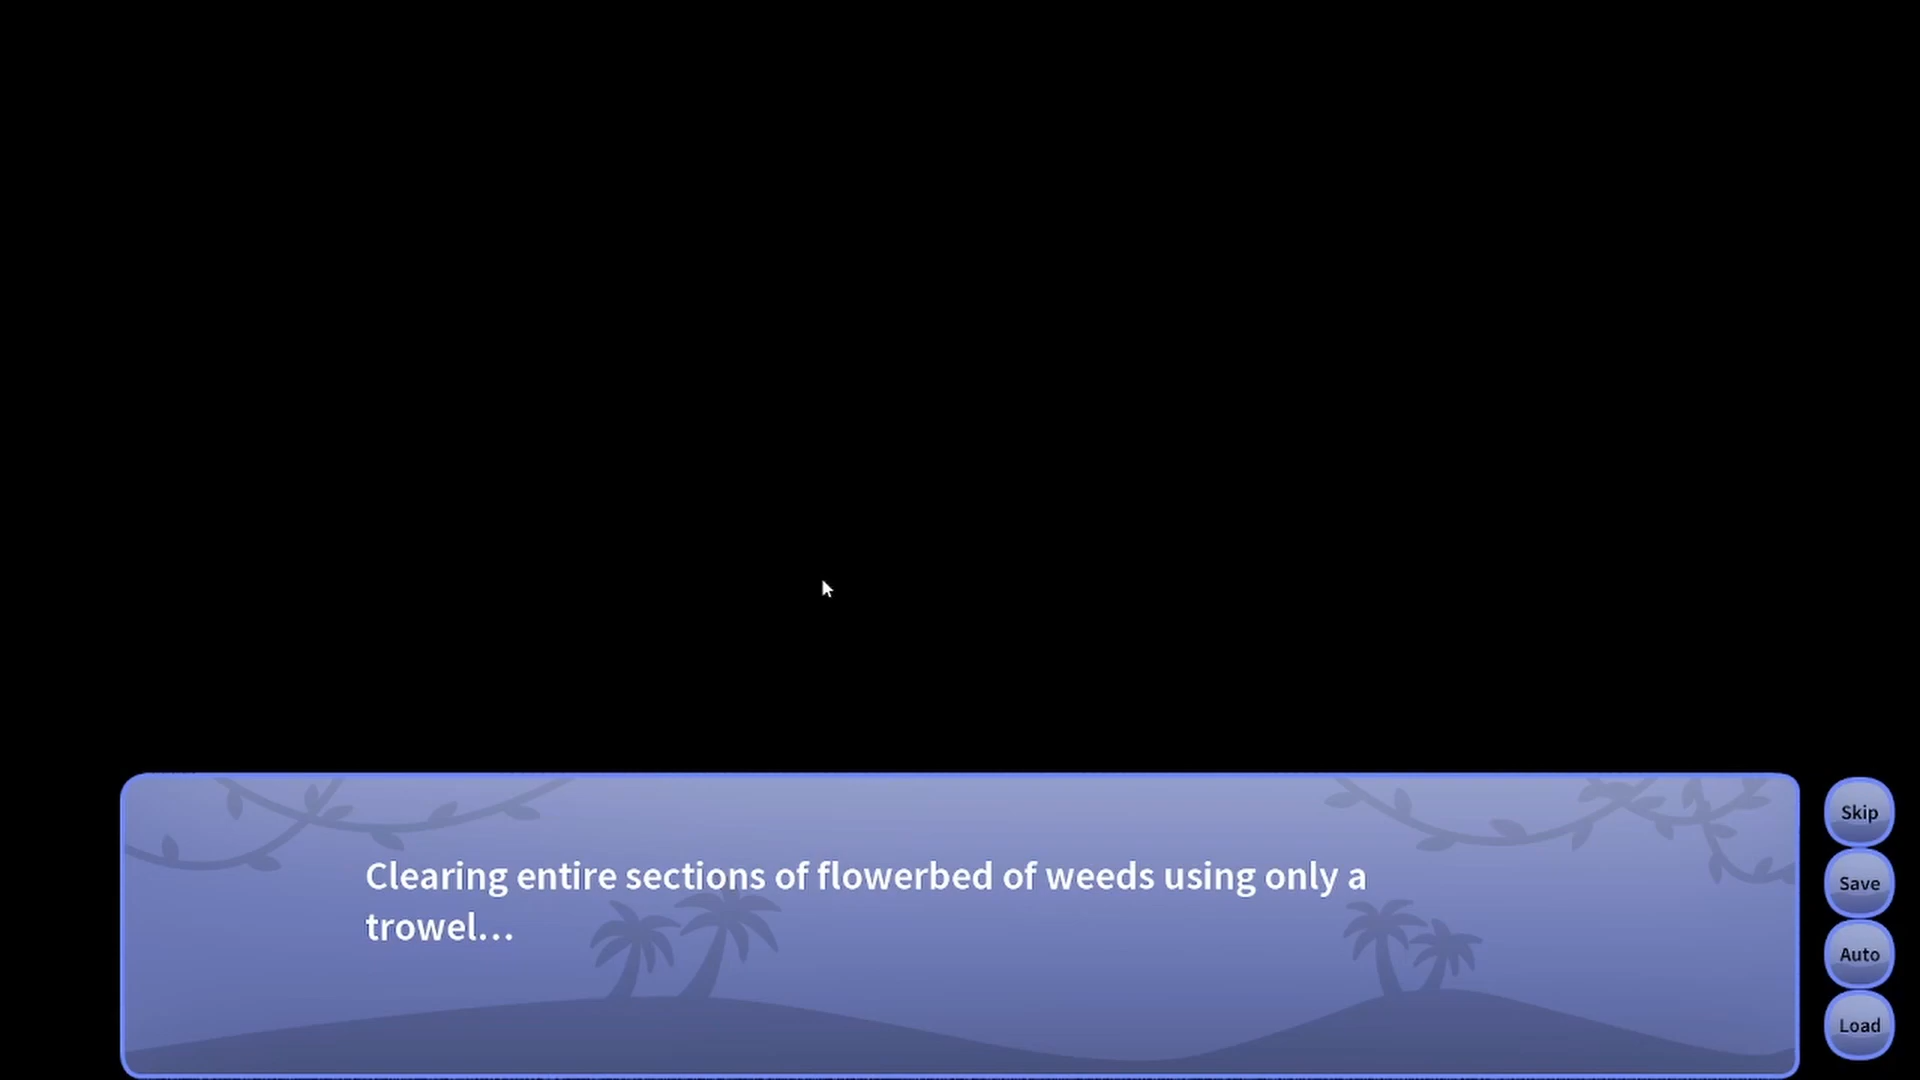 Clearing entire sections of flowerbed of weeds using only a
trowel...
Skip
Save
Auto
Load